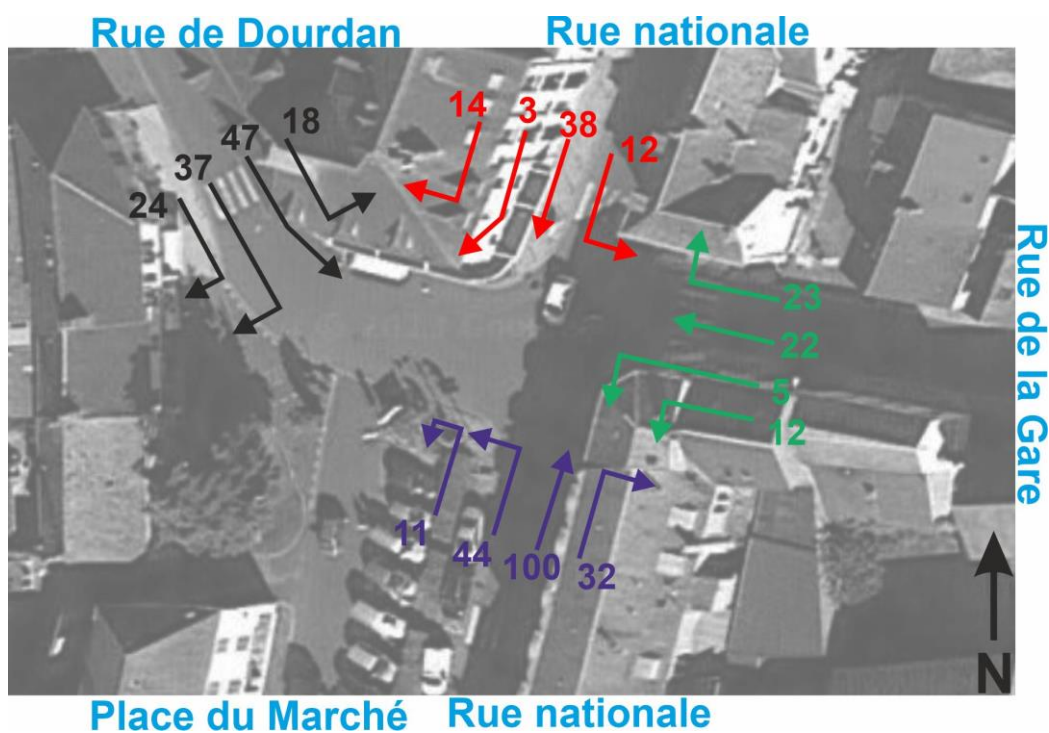 Rue de Dourdan
Rue nationale
14
3
38
12
18
47
37
24
23
22
5
12
Rue de la Gare
11
44
100
32
N
Place du Marché
Rue nationale